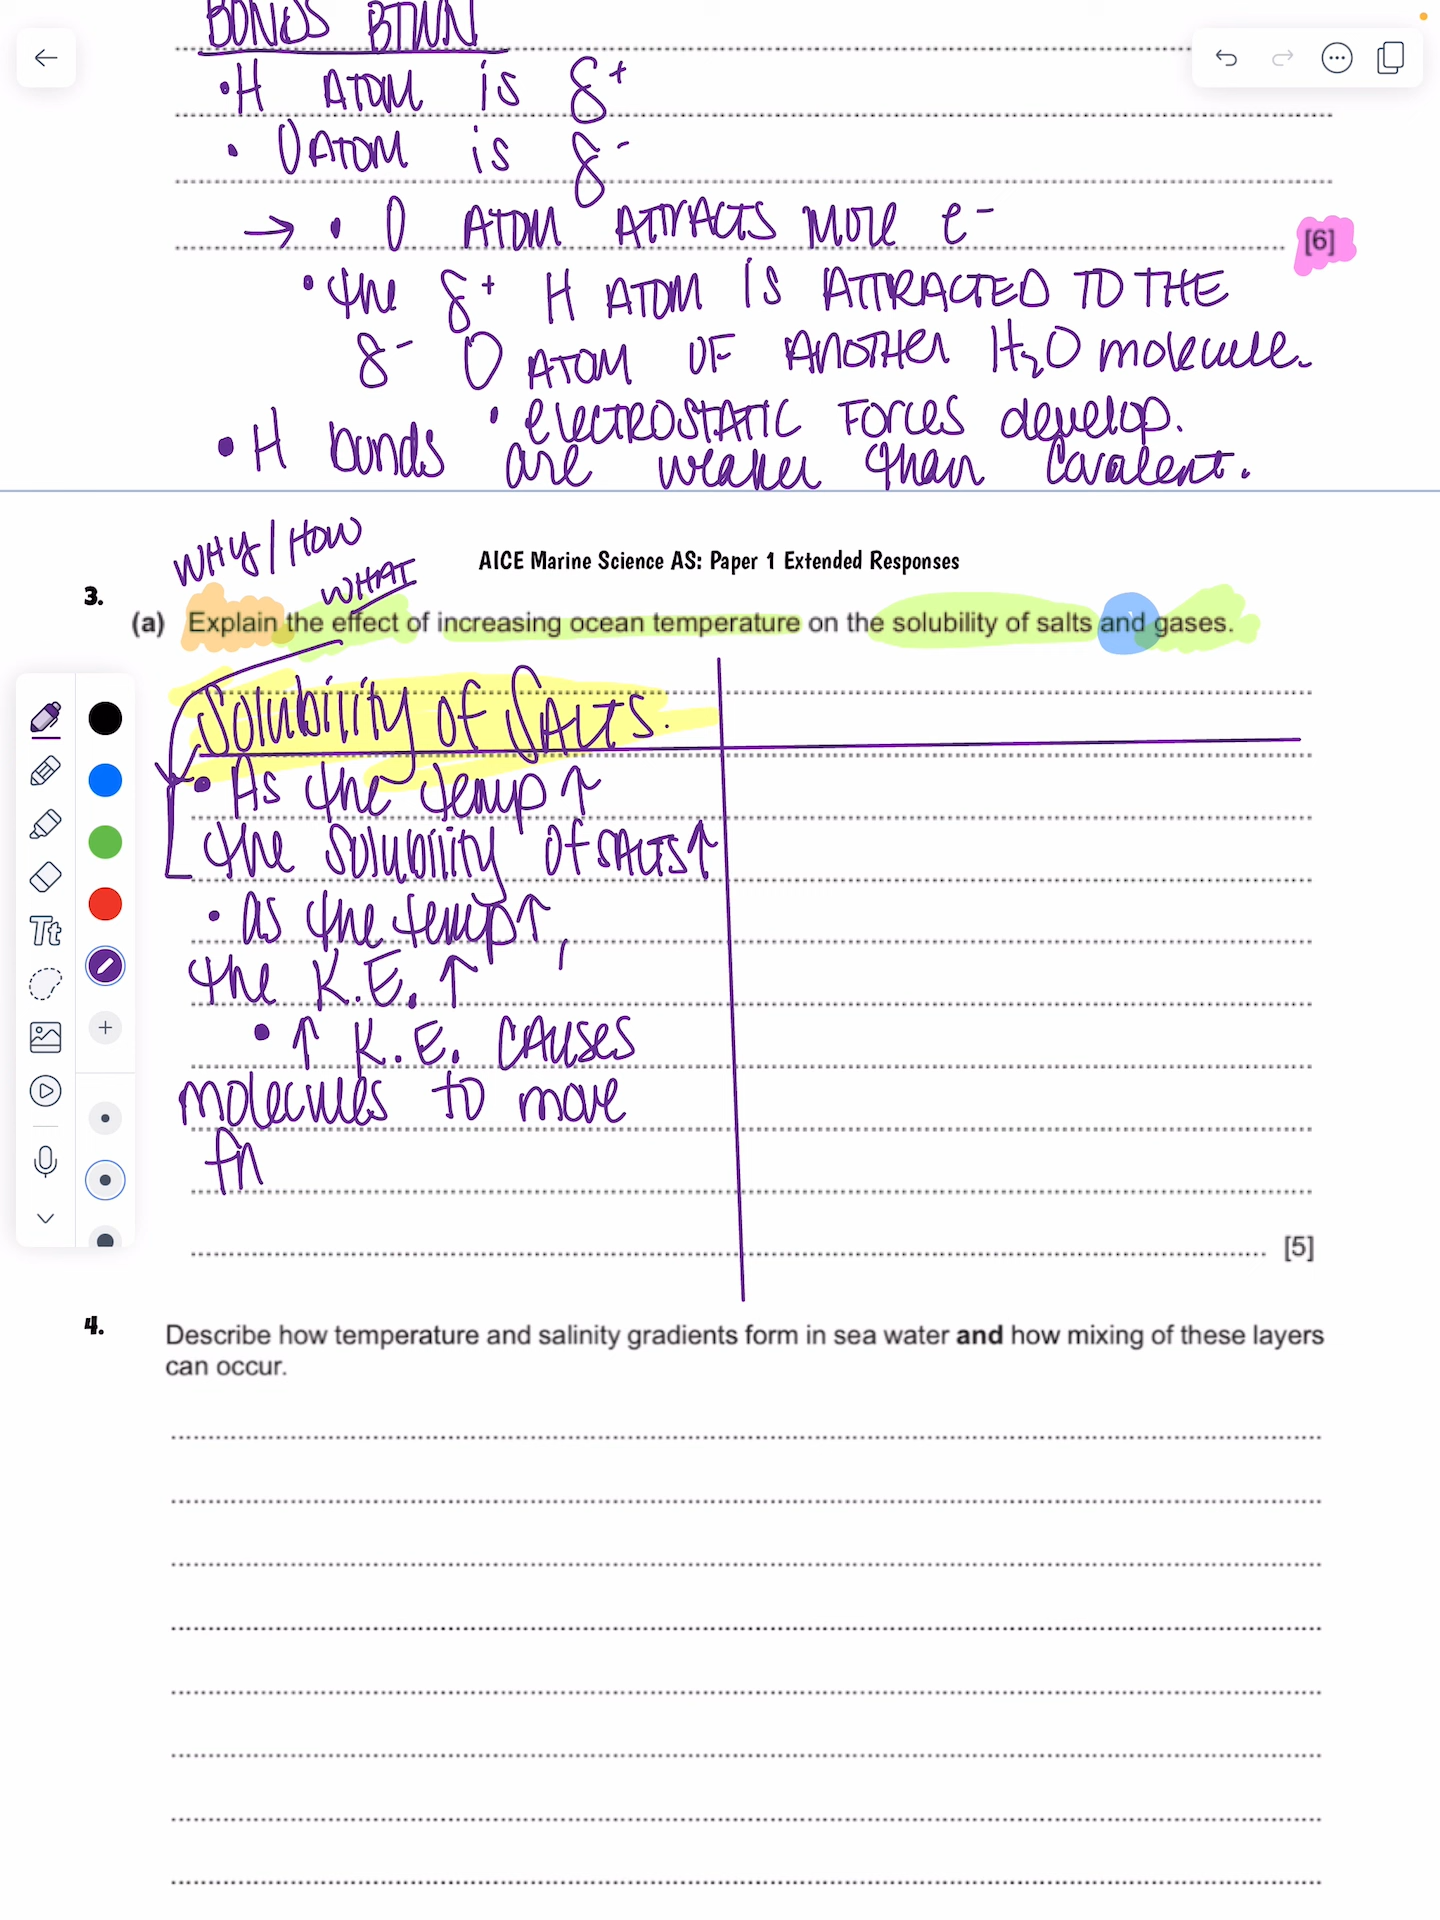 BONDS BTWN
• H ATOM is δ+
• O ATOM is δ-
→ • O ATOM ATTRACTS More e-
[6]
• the δ+ H ATOM IS ATTRACTED TO THE
δ- O ATOM OF ANOTHER H2O molecule.
• ELECTROSTATIC FORCES develop.
• H bonds are weaker than Covalent.
WHY/HOW
AICE Marine Science AS: Paper 1 Extended Responses
WHAT
3.
(a) Explain the effect of increasing ocean temperature on the solubility of salts and gases.
Solubility of SALTS.
• As the temp ↑
the solubility of SALTS ↑
• as the temp ↑,
the K.E. ↑
• ↑ K.E. CAUSES
molecules to move
Tt
[5]
4.
Describe how temperature and salinity gradients form in sea water and how mixing of these layers
can occur.